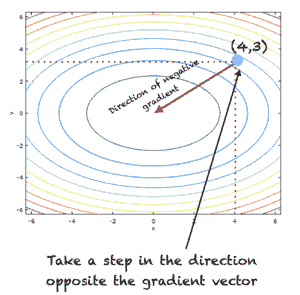 (4,3)
6
4
Direction of negative
gradient
2
Y
0
-2
-4
-6
-6 -4 -2 0 2 4 6
X
Take a step in the direction
opposite the gradient vector